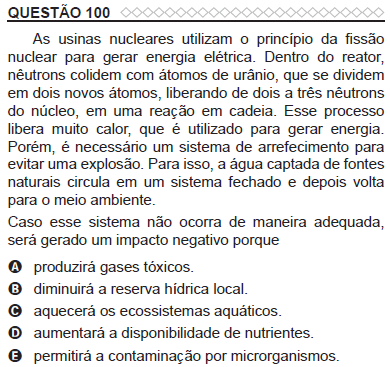 QUESTÃO 100
As usinas nucleares utilizam o princípio da fissão
nuclear para gerar energia elétrica. Dentro do reator,
nêutrons colidem com átomos de urânio, que se dividem
em dois novos átomos, liberando de dois a três nêutrons
do núcleo, em uma reação em cadeia. Esse processo
libera muito calor, que é utilizado para gerar energia.
Porém, é necessário um sistema de arrefecimento para
evitar uma explosão. Para isso, a água captada de fontes
naturais circula em um sistema fechado e depois volta
para o meio ambiente.
Caso esse sistema não ocorra de maneira adequada,
será gerado um impacto negativo porque
A produzirá gases tóxicos.
B diminuirá a reserva hídrica local.
C aquecerá os ecossistemas aquáticos.
D aumentará a disponibilidade de nutrientes.
E permitirá a contaminação por microrganismos.